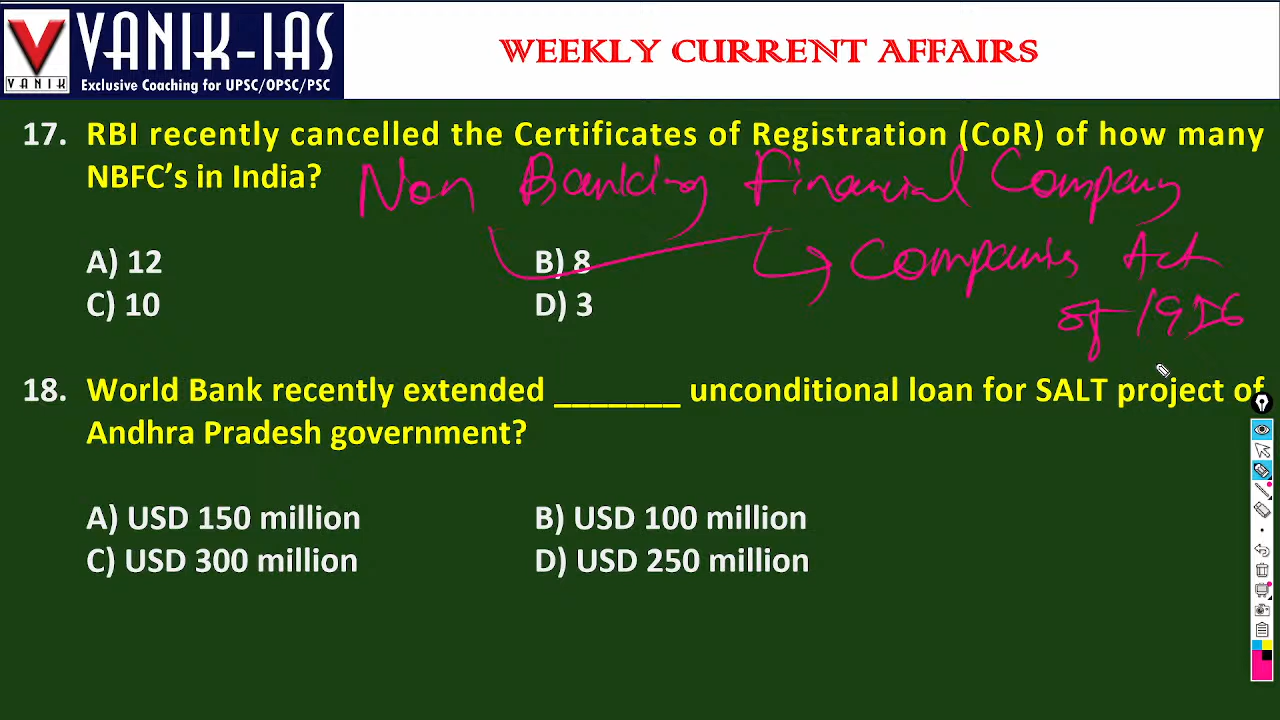 VANIK-IAS
VANIK
Exclusive Coaching for UPSC/OPSC/PSC
WEEKLY CURRENT AFFAIRS
17. RBI recently cancelled the Certificates of Registration (CoR) of how many
NBFC's in India?
Non Banking Financial Company
A) 12
B) 8
Companies Act
C) 10
D) 3
of 1956
18. World Bank recently extended _______ unconditional loan for SALT project of
Andhra Pradesh government?
A) USD 150 million
B) USD 100 million
C) USD 300 million
D) USD 250 million